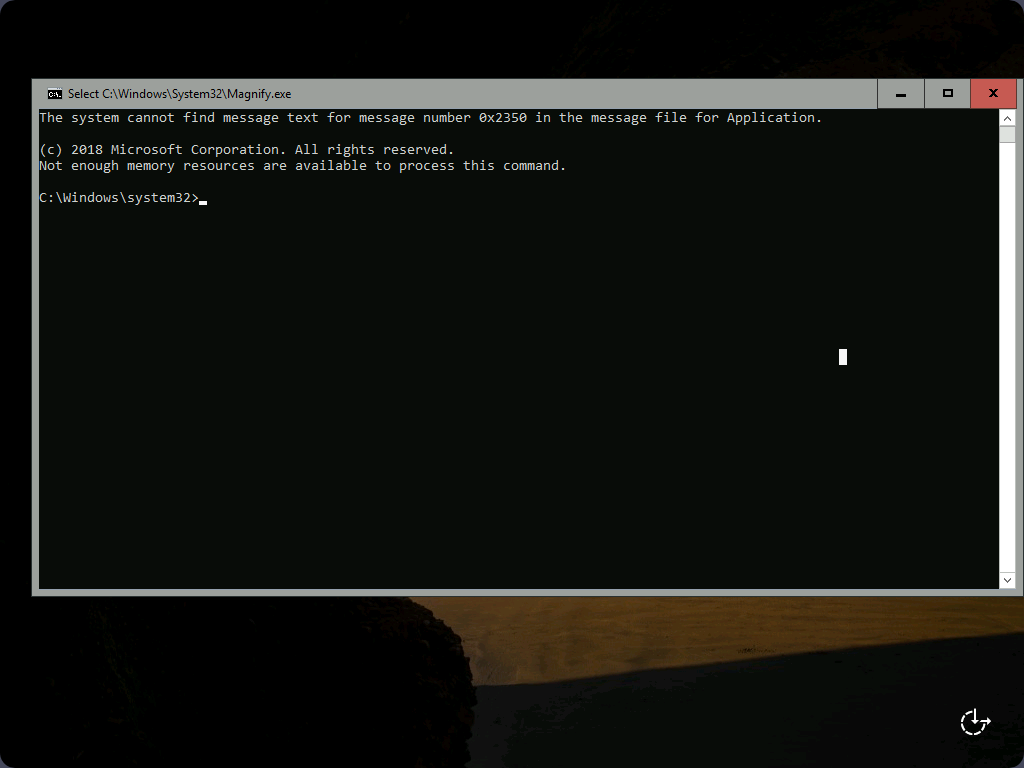 Select C:\Windows\System32\Magnify.exe
The system cannot find message text for message number 0x2350 in the message file for Application.
(c) 2018 Microsoft Corporation. All rights reserved.
Not enough memory resources are available to process this command.
C:\Windows\system32>